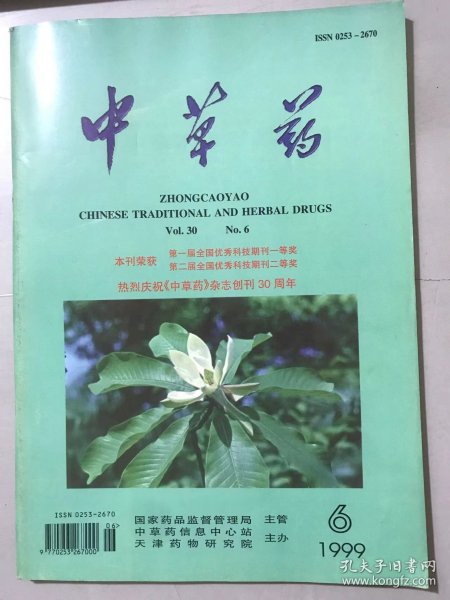 ISSN 0253-2670
中草药
ZHONGCAOYAO
CHINESE TRADITIONAL AND HERBAL DRUGS
Vol. 30 No. 6
本刊荣获 第一届全国优秀科技期刊一等奖
第二届全国优秀科技期刊二等奖
热烈庆祝《中草药》杂志创刊30周年
ISSN 0253-2670
06>
9 770253 267000
国家药品监督管理局 主管
中草药信息中心站 主办
天津药物研究院
6
1999
孔夫子旧书网
kongfz.com